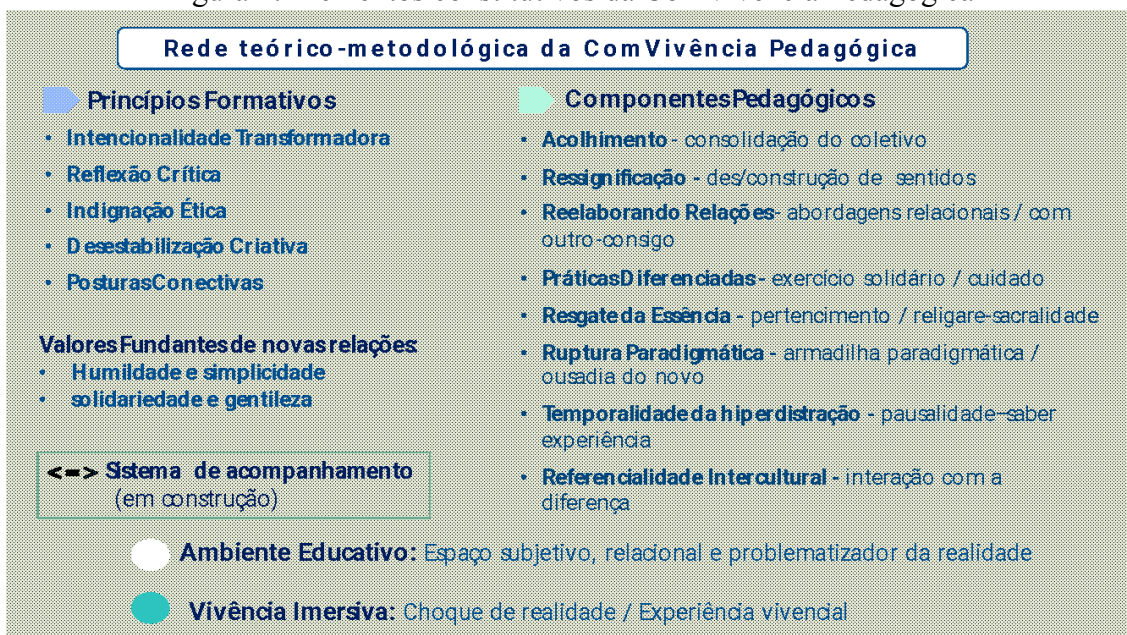 Rede teórico-metodológica da ComVivência Pedagógica
Princípios Formativos
• Intencionalidade Transformadora
• Reflexão Crítica
• Indignação Ética
• Desestabilização Criativa
• Posturas Conectivas
Valores Fundantes de novas relações:
• Humildade e simplicidade
• solidariedade e gentileza
<=> Sistema de acompanhamento
(em construção)
Componentes Pedagógicos
• Acolhimento - consolidação do coletivo
• Ressignificação - des/construção de sentidos
• Reelaborando Relações- abordagens relacionais / com
outro-consigo
• Práticas Diferenciadas - exercício solidário / cuidado
• Resgate da Essência - pertencimento / religare-sacralidade
• Ruptura Paradigmática - armadilha paradigmática /
ousadia do novo
• Temporalidade da hiperdistração - pausalidade–saber
experiência
• Referencialidade Intercultural - interação com a
diferença
Ambiente Educativo: Espaço subjetivo, relacional e problematizador da realidade
Vivência Imersiva: Choque de realidade / Experiência vivencial